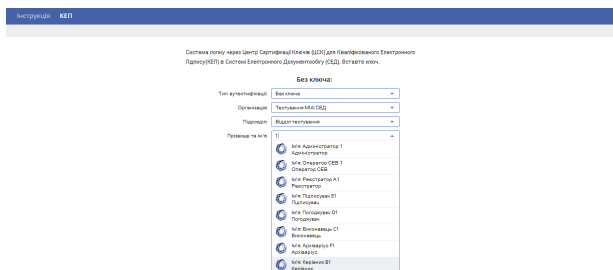 Інструкція КЕП
Система логіну через Центр Сертифікації Ключів (ЦСК) для Кваліфікованого Електронного
Підпису(КЕП) в Системі Електронного Документообігу (СЕД). Вставте ключ.
Без ключа:
Тип аутентифікації: Без ключа
Організація: Тестування МІА:СЕД
Підрозділ: Відділ тестування
Прізвище та ім'я: 1
Ім'я: Адміністратор 1
Адміністратор
Ім'я: Оператор СЕВ 1
Оператор СЕВ
Ім'я: Реєстратор А1
Реєстратор
Ім'я: Підписувач Е1
Підписувач
Ім'я: Погоджувач D1
Погоджувач
Ім'я: Виконавець С1
Виконавець
Ім'я: Архіваріус F1
Архіваріус
Ім'я: Керівник В1
Керівник